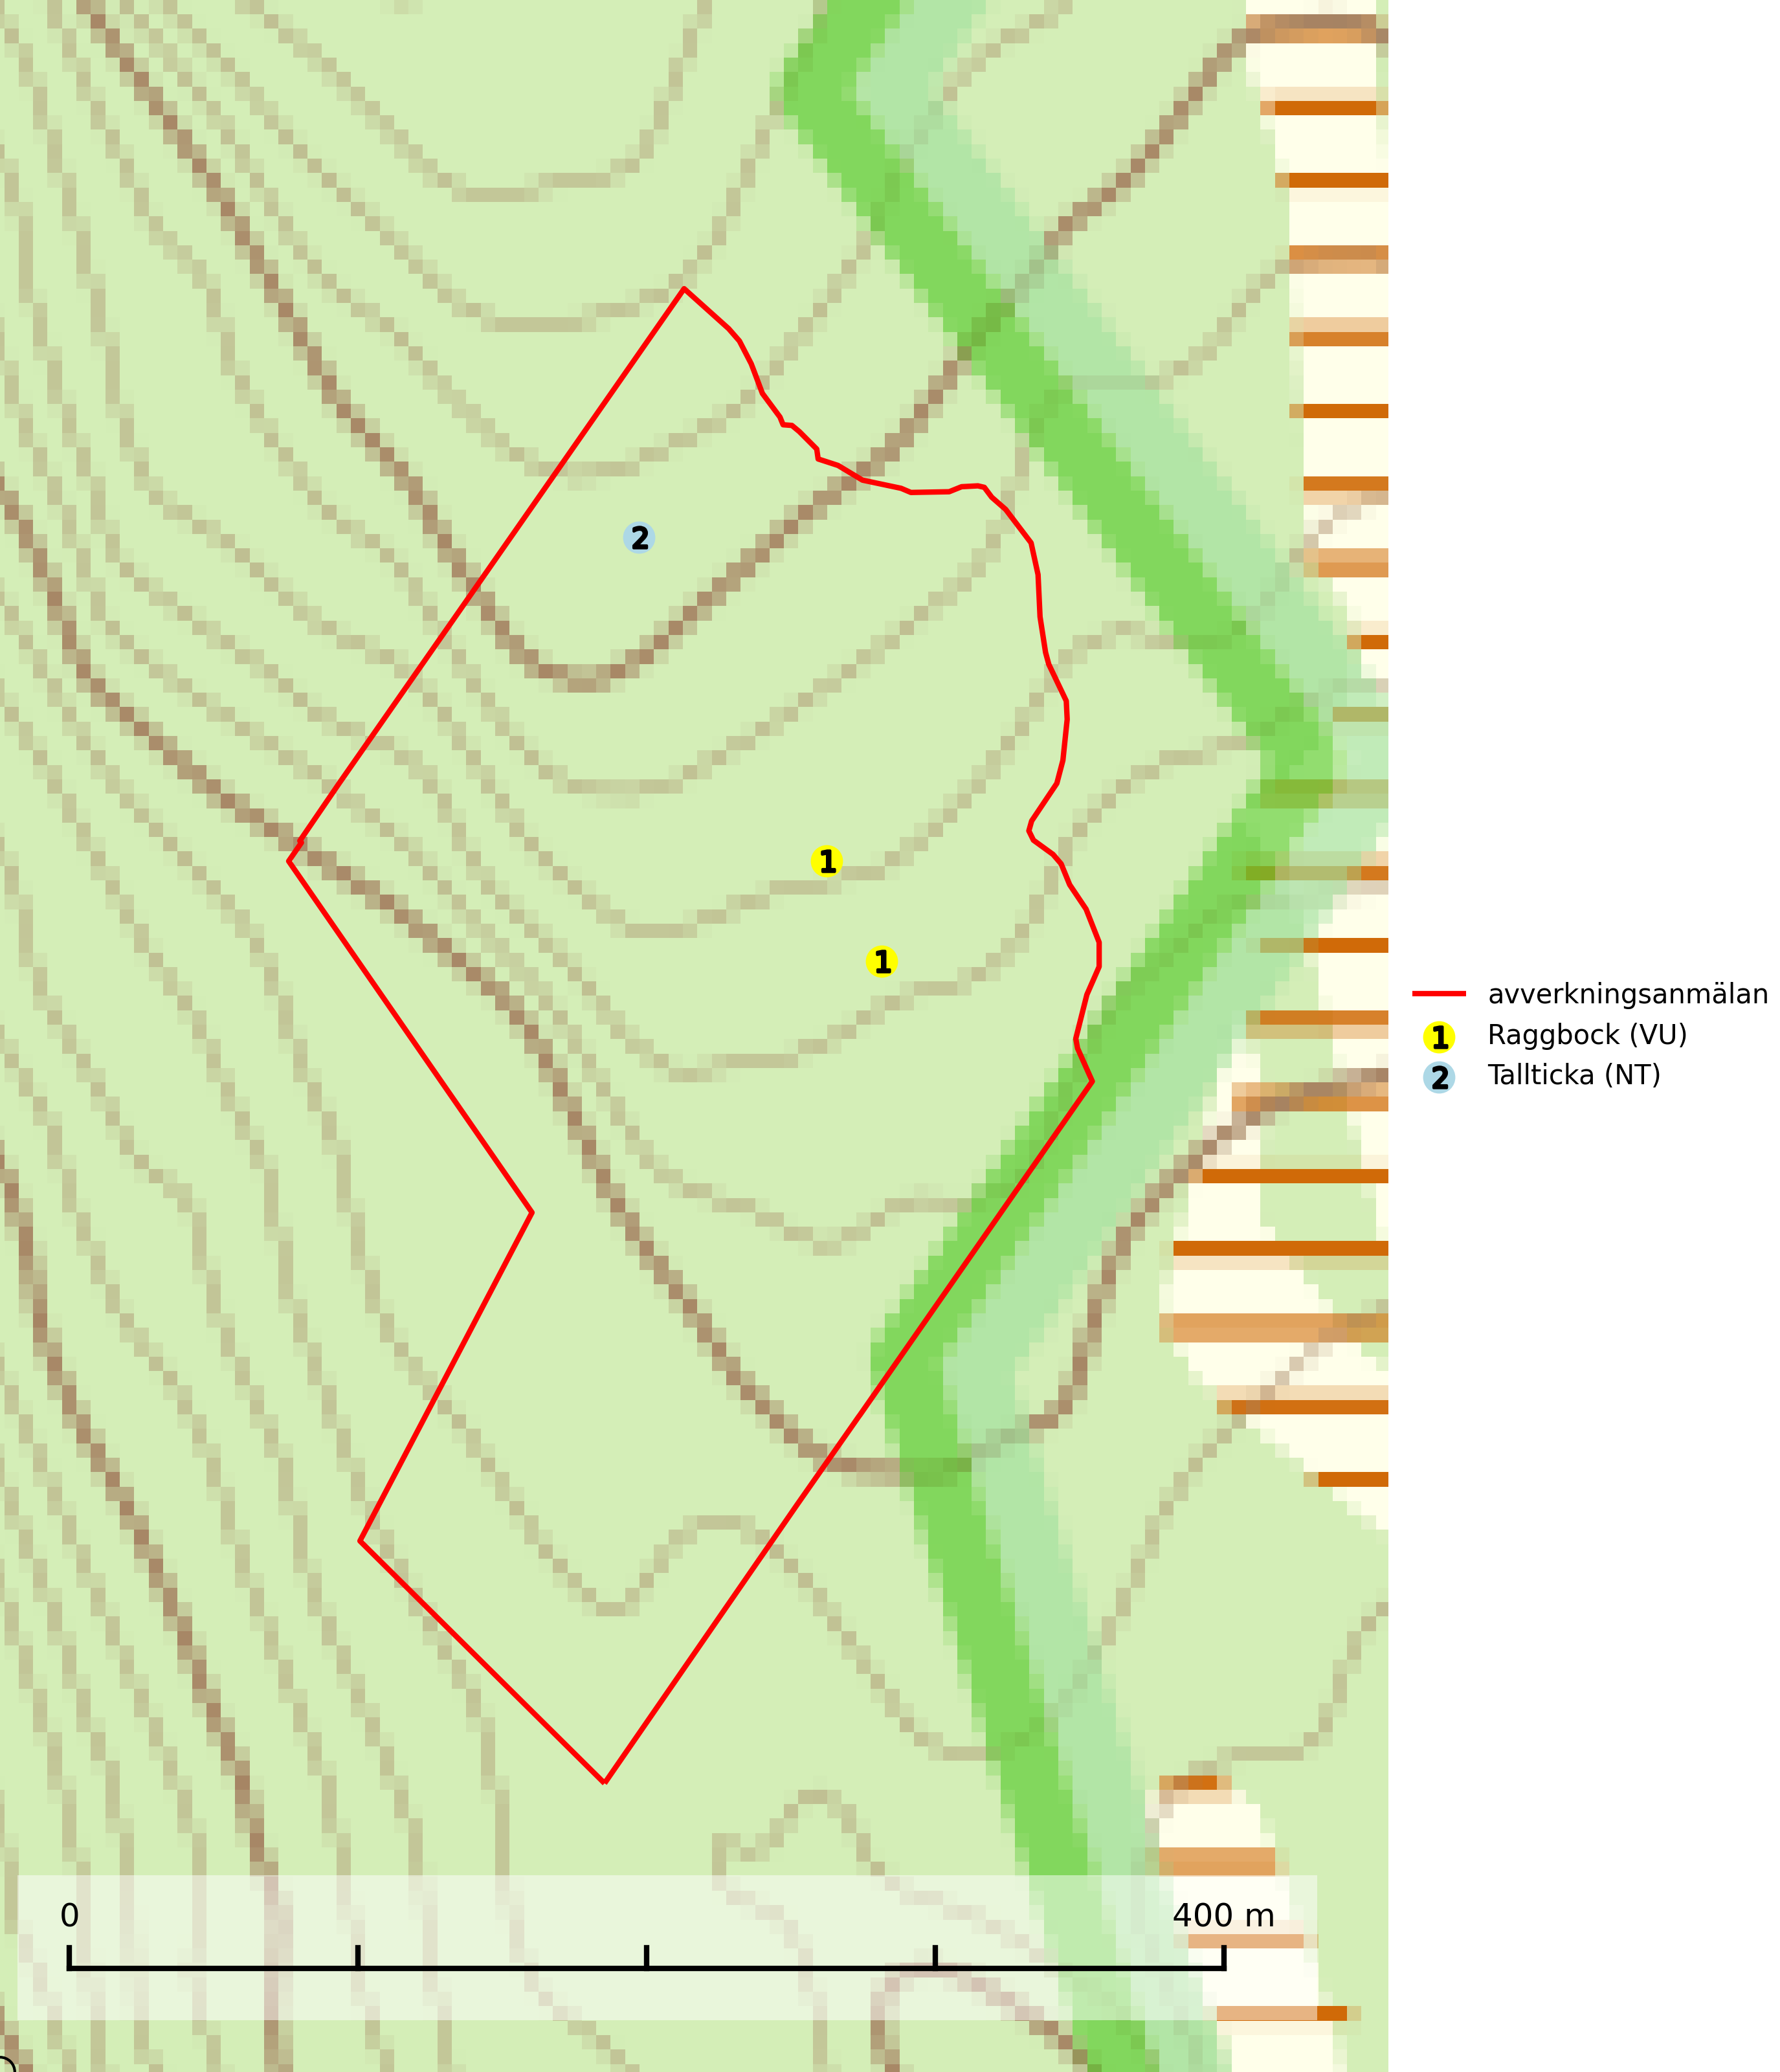 2
1
1
avverkningsanmälan
1 Raggbock (VU)
2 Tallticka (NT)
0 400 m